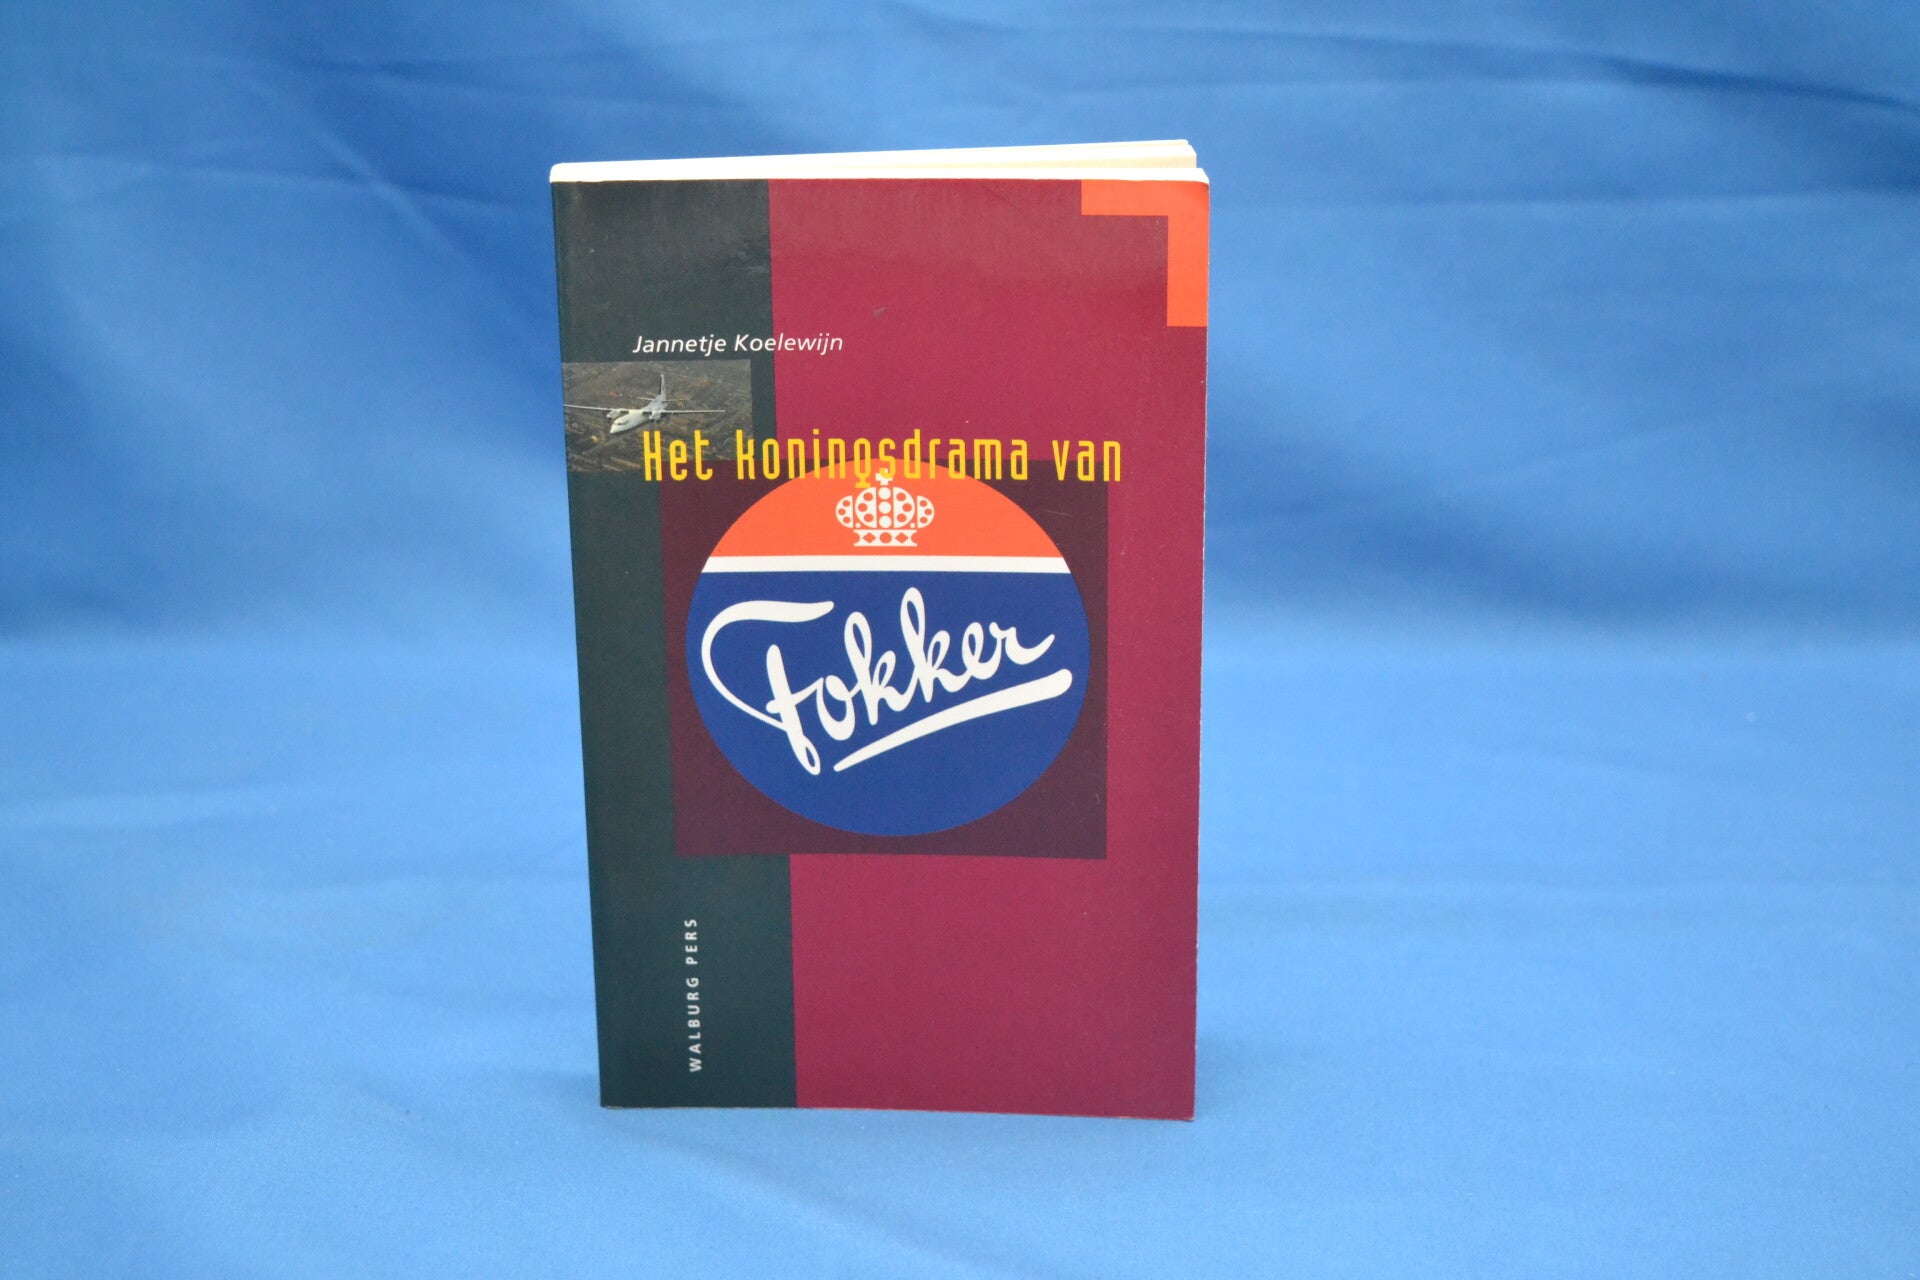 Jannetje Koelewijn
Het koningsdrama van
Fokker
WALBURG PERS